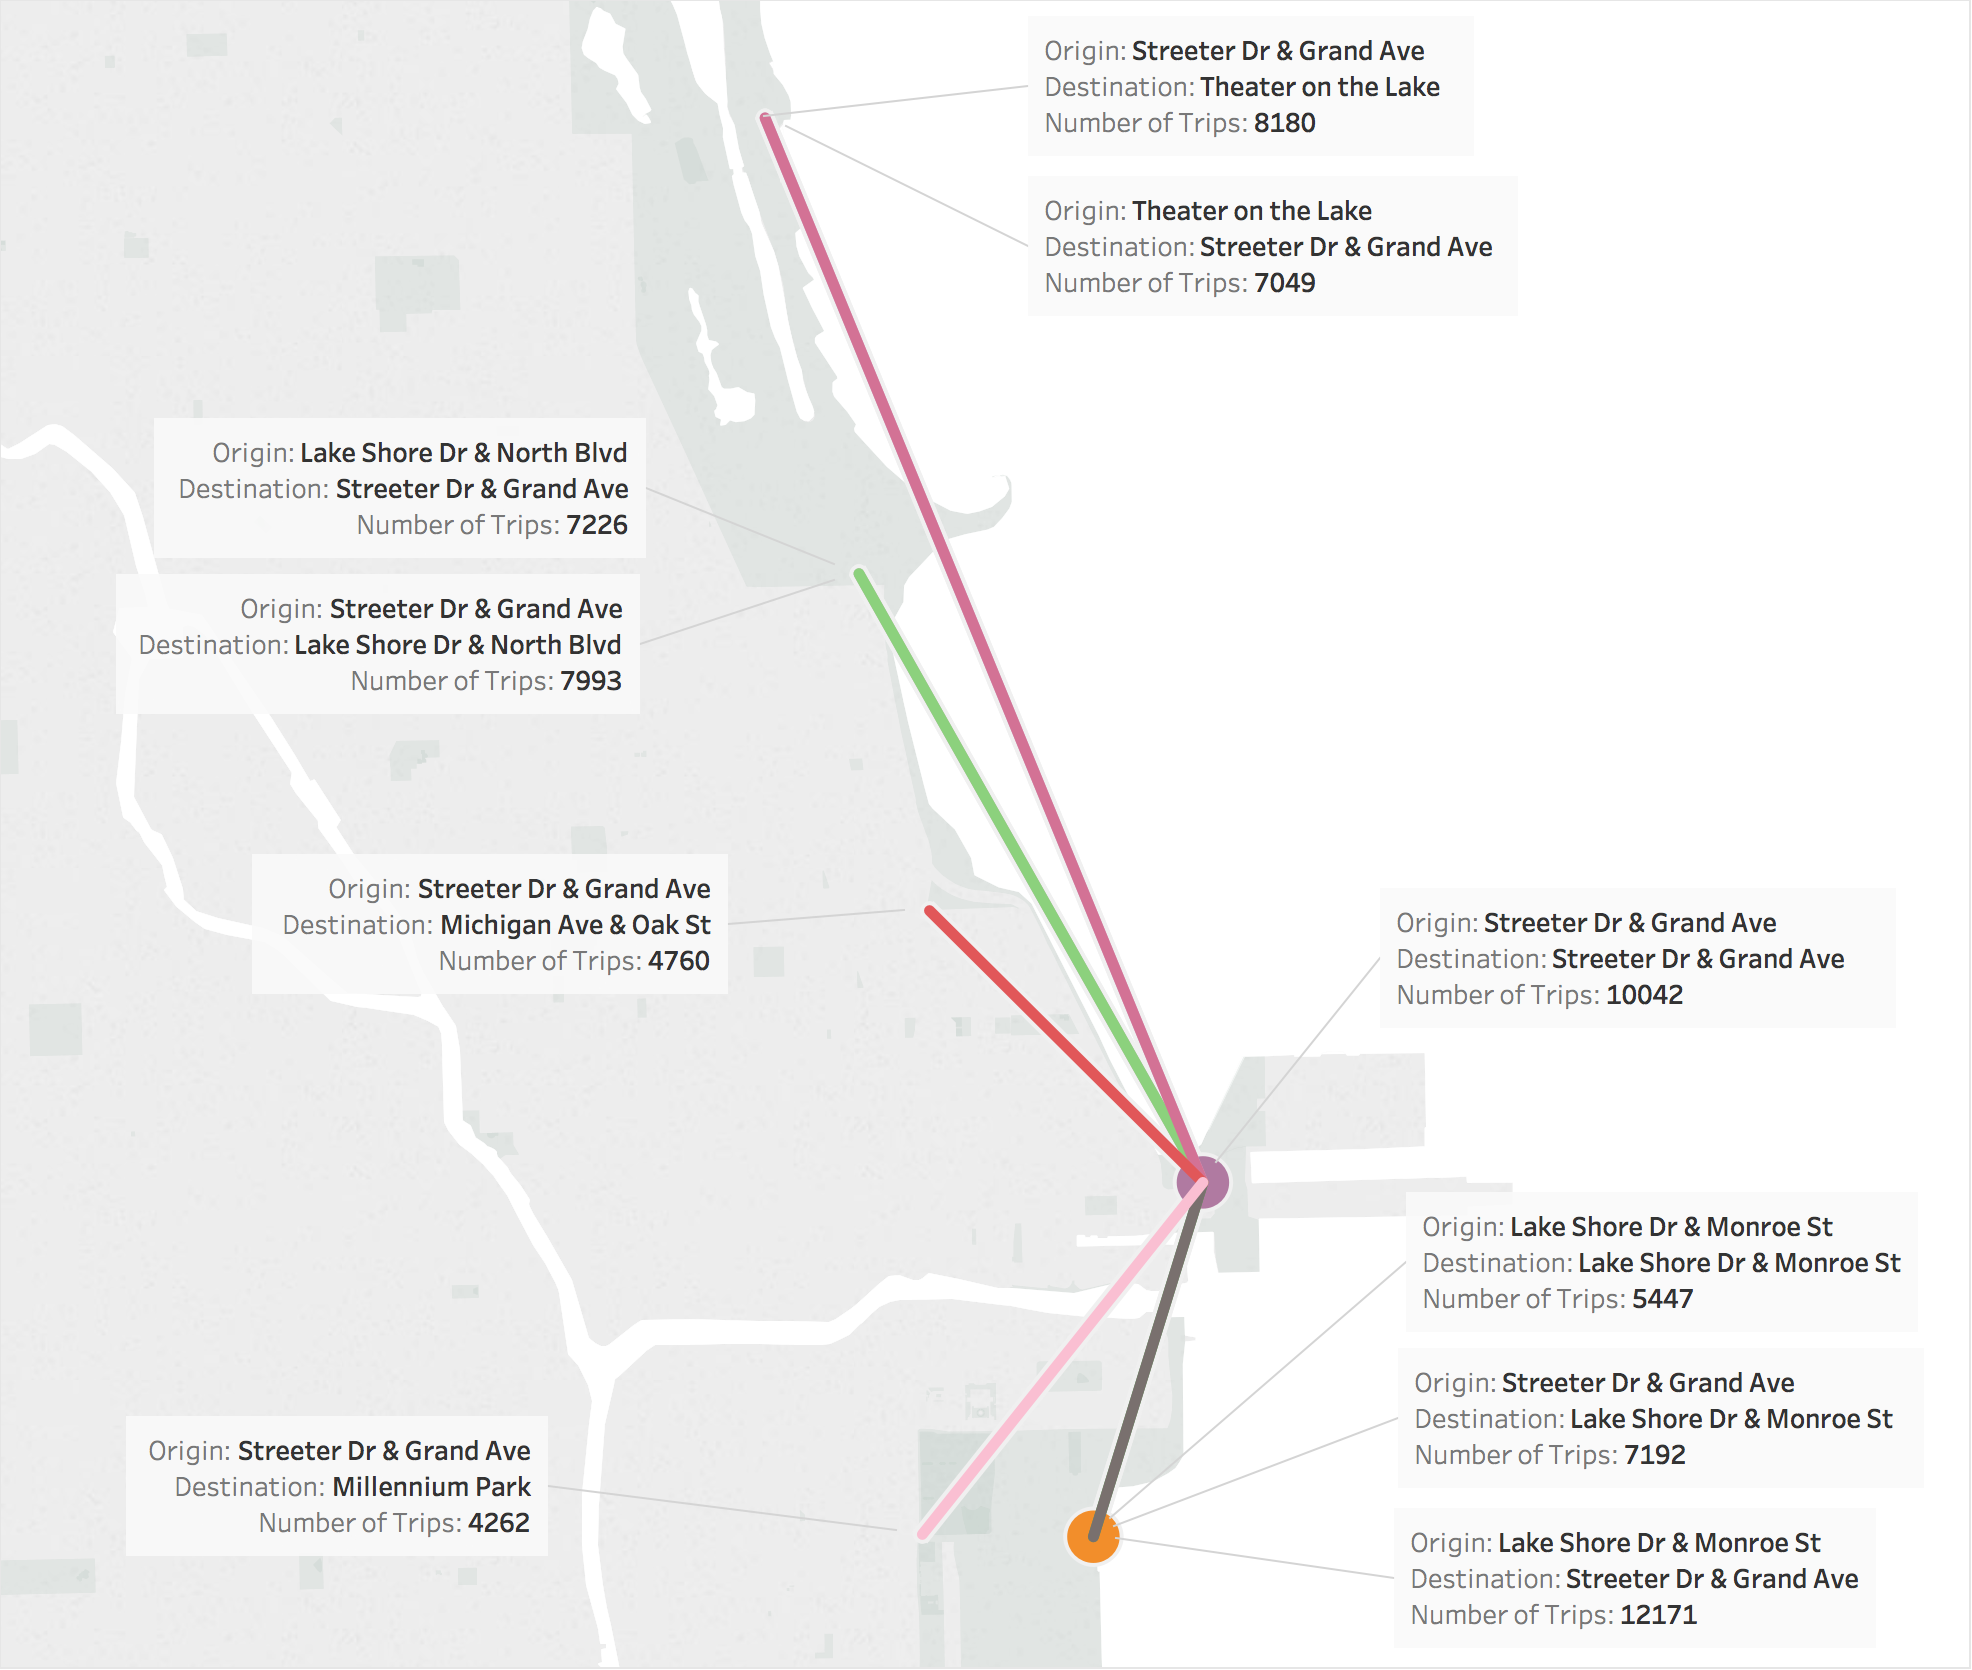 Origin: Streeter Dr & Grand Ave
Destination: Theater on the Lake
Number of Trips: 8180
Origin: Theater on the Lake
Destination: Streeter Dr & Grand Ave
Number of Trips: 7049
Origin: Lake Shore Dr & North Blvd
Destination: Streeter Dr & Grand Ave
Number of Trips: 7226
Origin: Streeter Dr & Grand Ave
Destination: Lake Shore Dr & North Blvd
Number of Trips: 7993
Origin: Streeter Dr & Grand Ave
Destination: Michigan Ave & Oak St
Number of Trips: 4760
Origin: Streeter Dr & Grand Ave
Destination: Streeter Dr & Grand Ave
Number of Trips: 10042
Origin: Lake Shore Dr & Monroe St
Destination: Lake Shore Dr & Monroe St
Number of Trips: 5447
Origin: Streeter Dr & Grand Ave
Destination: Lake Shore Dr & Monroe St
Number of Trips: 7192
Origin: Streeter Dr & Grand Ave
Destination: Millennium Park
Number of Trips: 4262
Origin: Lake Shore Dr & Monroe St
Destination: Streeter Dr & Grand Ave
Number of Trips: 12171